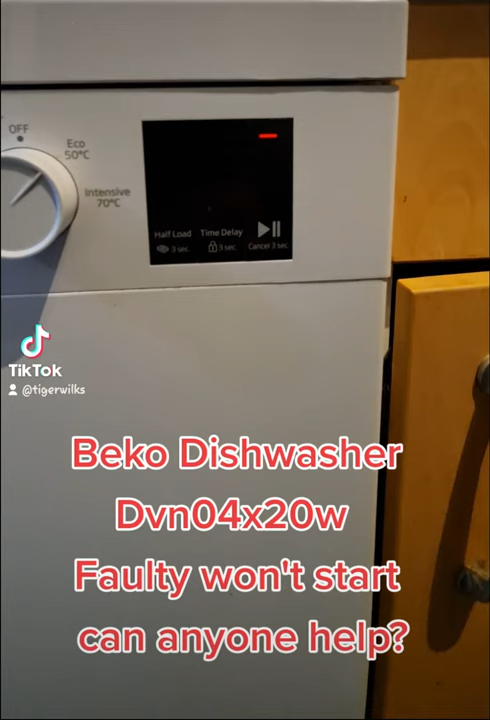 OFF
Eco
50°C
Intensive
70°C
Half Load Time Delay
3 sec. 3 sec. Cancel 3 sec.
TikTok
@tigerwilks
Beko Dishwasher
Dvn04x20w
Faulty won't start
can anyone help?